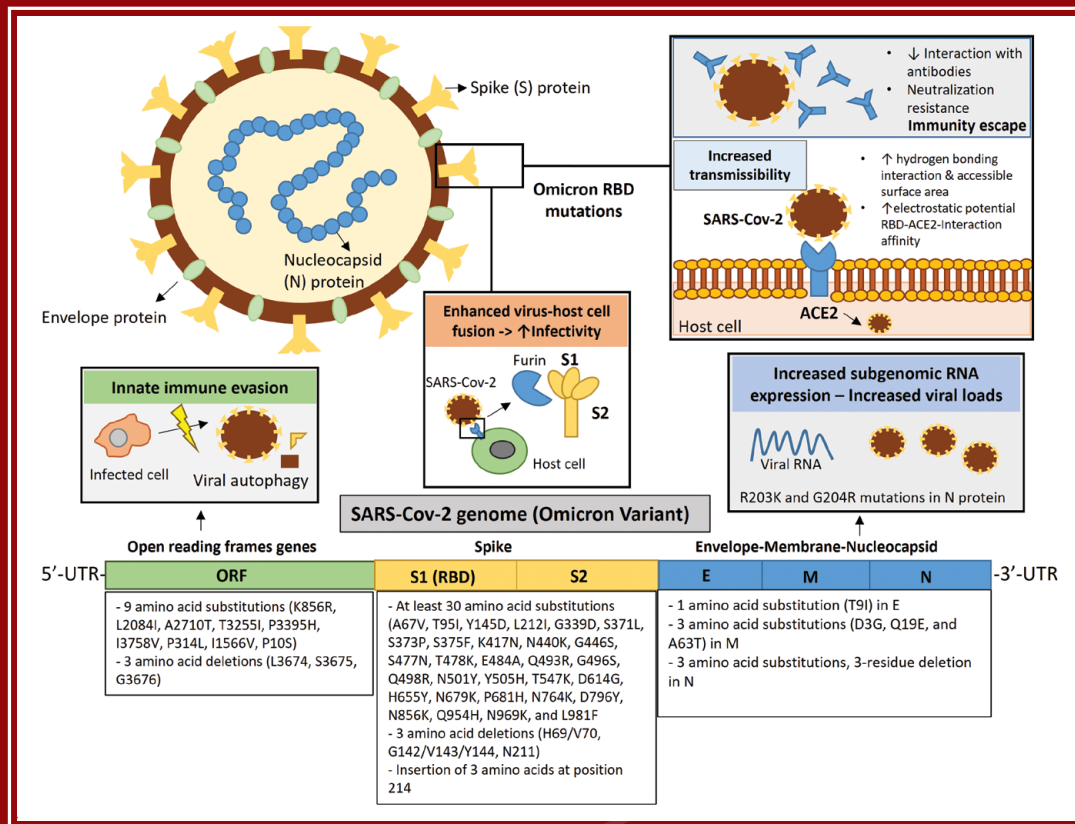 Spike (S) protein
Nucleocapsid
(N) protein
Envelope protein
Omicron RBD
mutations
• ↓ Interaction with
antibodies
• Neutralization
resistance
Immunity escape
Increased
transmissibility
SARS-Cov-2
• ↑ hydrogen bonding
interaction & accessible
surface area
• ↑electrostatic potential
RBD-ACE2-Interaction
affinity
ACE2
Host cell
Enhanced virus-host cell
fusion -> ↑Infectivity
Furin S1
SARS-Cov-2
S2
Host cell
Innate immune evasion
Infected cell
Viral autophagy
Increased subgenomic RNA
expression – Increased viral loads
Viral RNA
R203K and G204R mutations in N protein
SARS-Cov-2 genome (Omicron Variant)
Open reading frames genes
Spike
Envelope-Membrane-Nucleocapsid
5’-UTR- ORF S1 (RBD) S2 E M N -3’-UTR
- 9 amino acid substitutions (K856R,
L2084I, A2710T, T3255I, P3395H,
I3758V, P314L, I1566V, P10S)
- 3 amino acid deletions (L3674, S3675,
G3676)
- At least 30 amino acid substitutions
(A67V, T95I, Y145D, L212I, G339D, S371L,
S373P, S375F, K417N, N440K, G446S,
S477N, T478K, E484A, Q493R, G496S,
Q498R, N501Y, Y505H, T547K, D614G,
H655Y, N679K, P681H, N764K, D796Y,
N856K, Q954H, N969K, and L981F
- 3 amino acid deletions (H69/V70,
G142/V143/Y144, N211)
- Insertion of 3 amino acids at position
214
- 1 amino acid substitution (T9I) in E
- 3 amino acid substitutions (D3G, Q19E, and
A63T) in M
- 3 amino acid substitutions, 3-residue deletion
in N